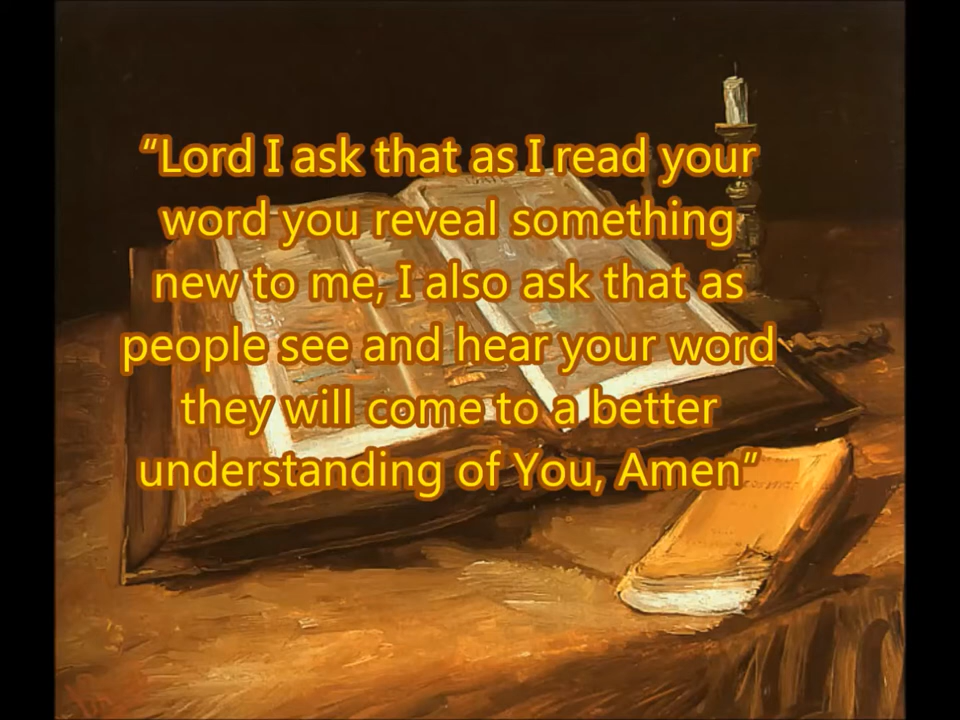 “Lord I ask that as I read your
word you reveal something
new to me, I also ask that as
people see and hear your word
they will come to a better
understanding of You, Amen”